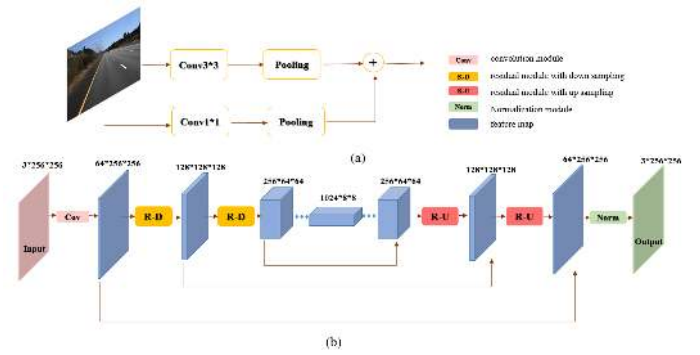 Conv3*3
Pooling
+
Conv1*1
Pooling
Conv convolution module
R-D residual module with down sampling
R-U residual module with up sampling
Norm Normalization module
feature map
(a)
3*256*256
64*256*256
128*128*128
256*64*64
1024*8*8
256*64*64
128*128*128
64*256*256
3*256*256
Input
Cov
R-D
R-D
R-U
R-U
Norm
Output
(b)